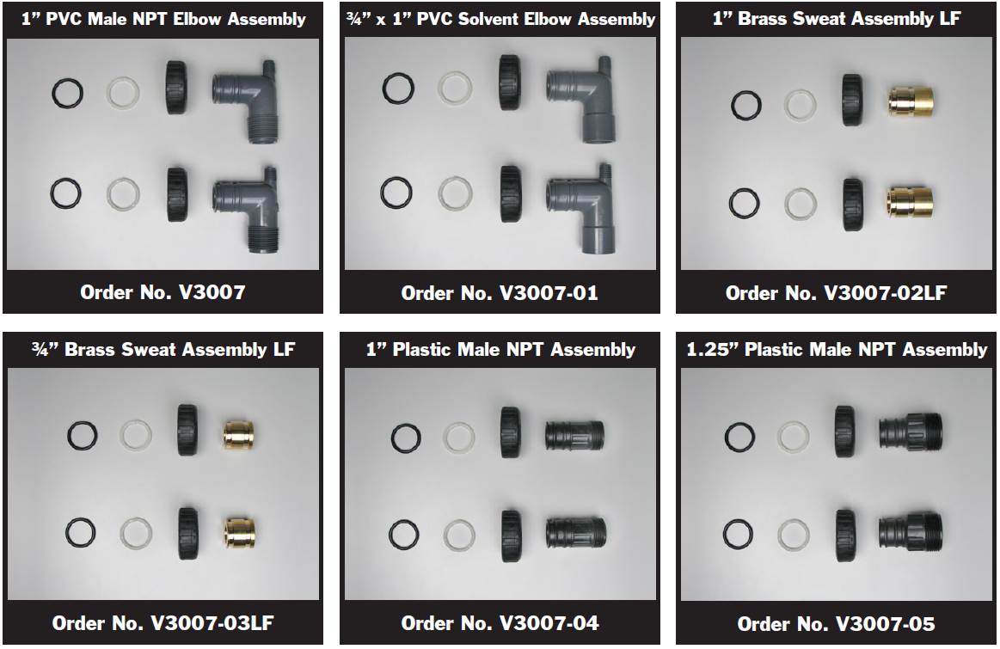 1” PVC Male NPT Elbow Assembly
¾” x 1” PVC Solvent Elbow Assembly
1” Brass Sweat Assembly LF
Order No. V3007
Order No. V3007-01
Order No. V3007-02LF
¾” Brass Sweat Assembly LF
1” Plastic Male NPT Assembly
1.25” Plastic Male NPT Assembly
Order No. V3007-03LF
Order No. V3007-04
Order No. V3007-05